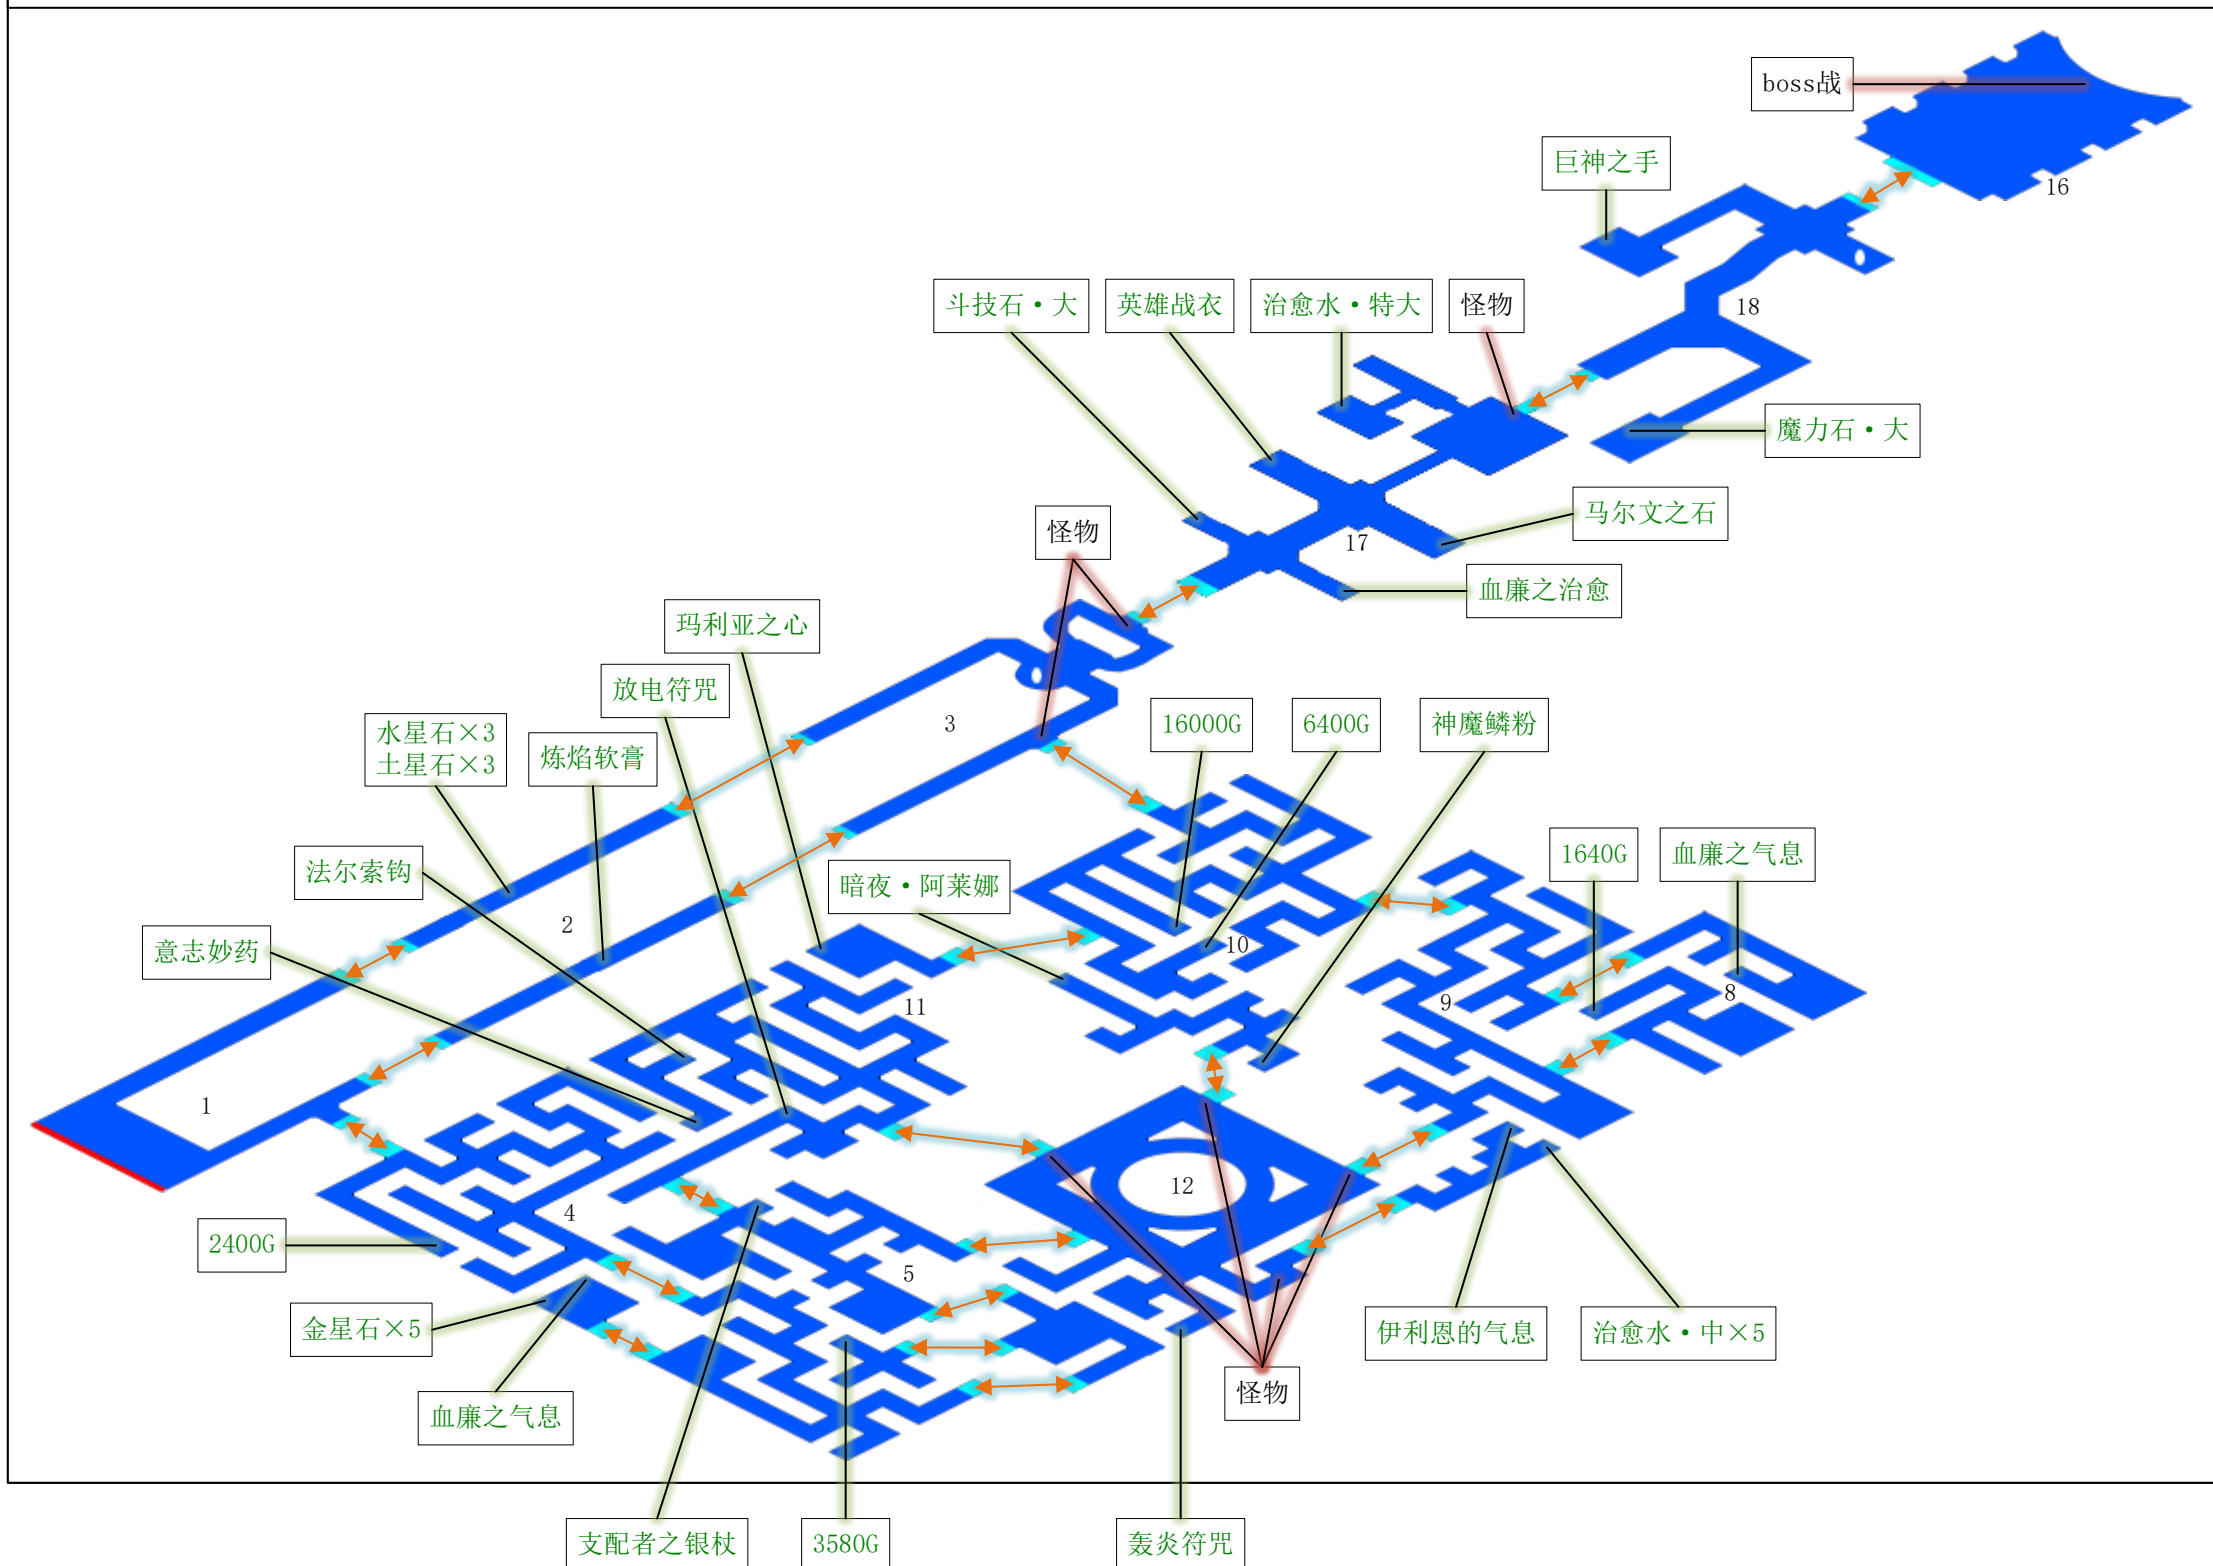 boss战
巨神之手
16
斗技石·大
英雄战衣
治愈水·特大
怪物
18
魔力石·大
马尔文之石
怪物
17
血廉之治愈
玛利亚之心
放电符咒
水星石×3
土星石×3
炼焰软膏
3
16000G
6400G
神魔鳞粉
法尔索钩
暗夜·阿莱娜
1640G
血廉之气息
意志妙药
2
10
11
9
8
1
12
4
2400G
5
金星石×5
血廉之气息
伊利恩的气息
治愈水·中×5
怪物
支配者之银杖
3580G
轰炎符咒